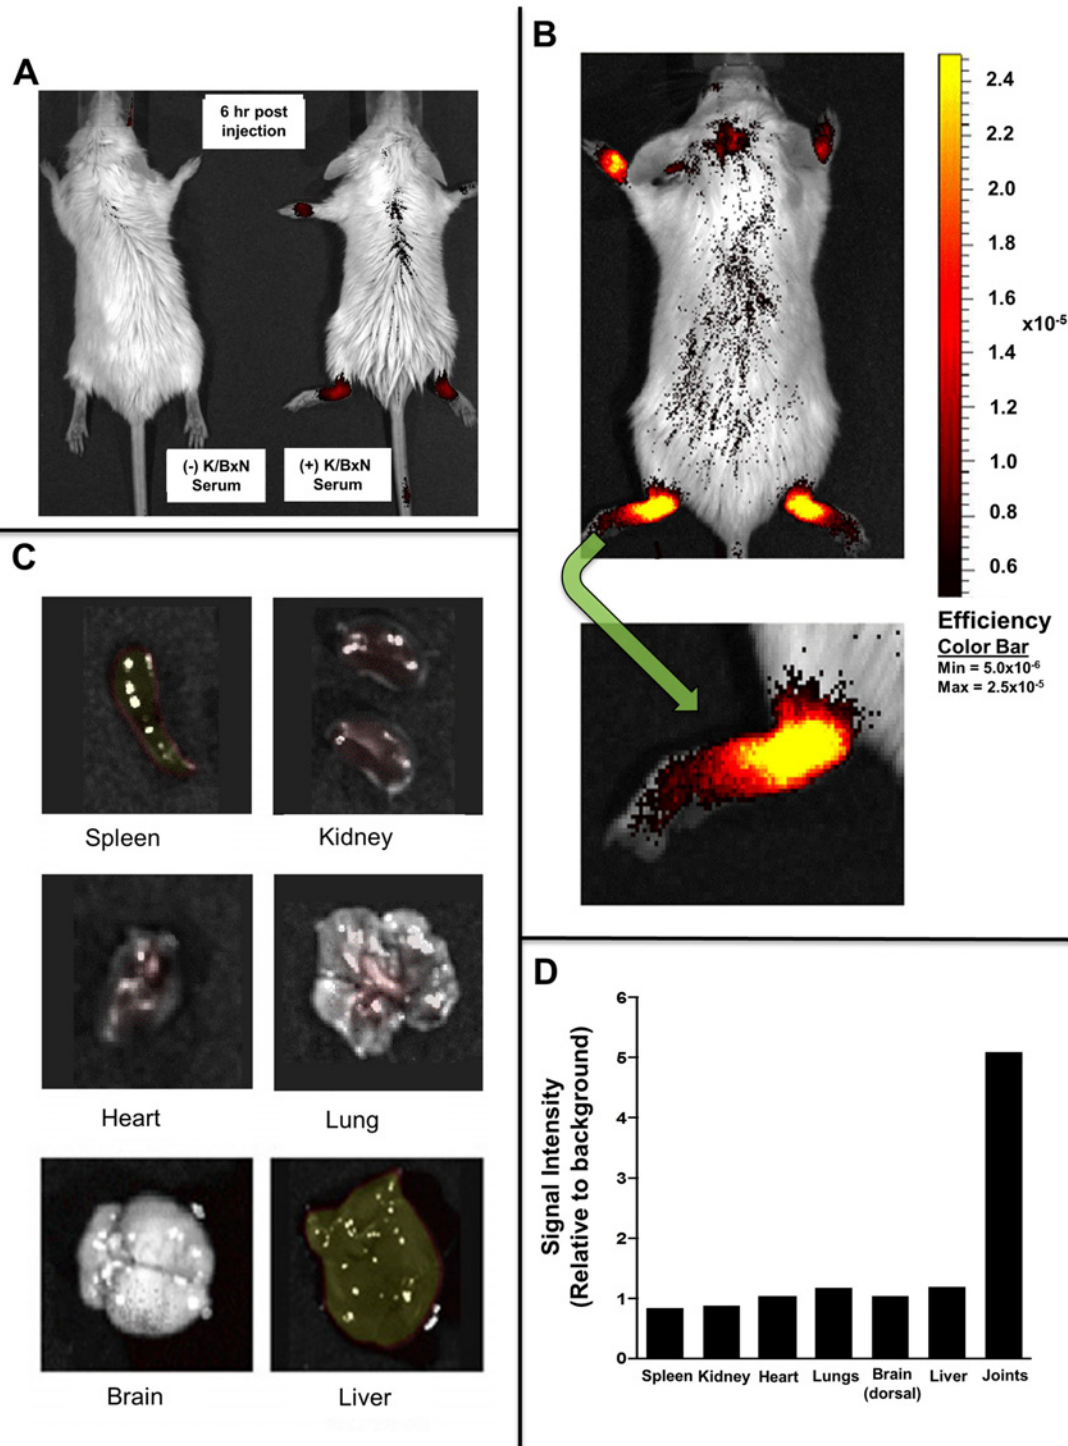 A
6 hr post
injection
(-) K/BxN
Serum
(+) K/BxN
Serum
B
2.4
2.2
2.0
1.8
1.6
x10⁻⁵
1.4
1.2
1.0
0.8
0.6
Efficiency
Color Bar
Min = 5.0x10⁻⁶
Max = 2.5x10⁻⁵
C
Spleen
Kidney
Heart
Lung
Brain
Liver
D
Signal Intensity
(Relative to background)
6
5
4
3
2
1
0
Spleen Kidney Heart Lungs Brain Liver Joints
(dorsal)